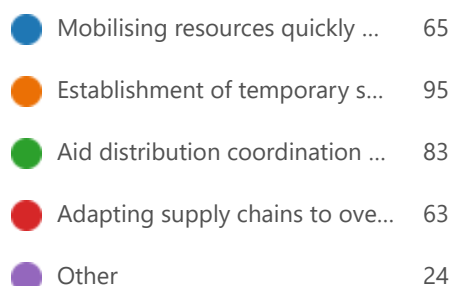 Mobilising resources quickly ... 65
Establishment of temporary s... 95
Aid distribution coordination ... 83
Adapting supply chains to ove... 63
Other 24